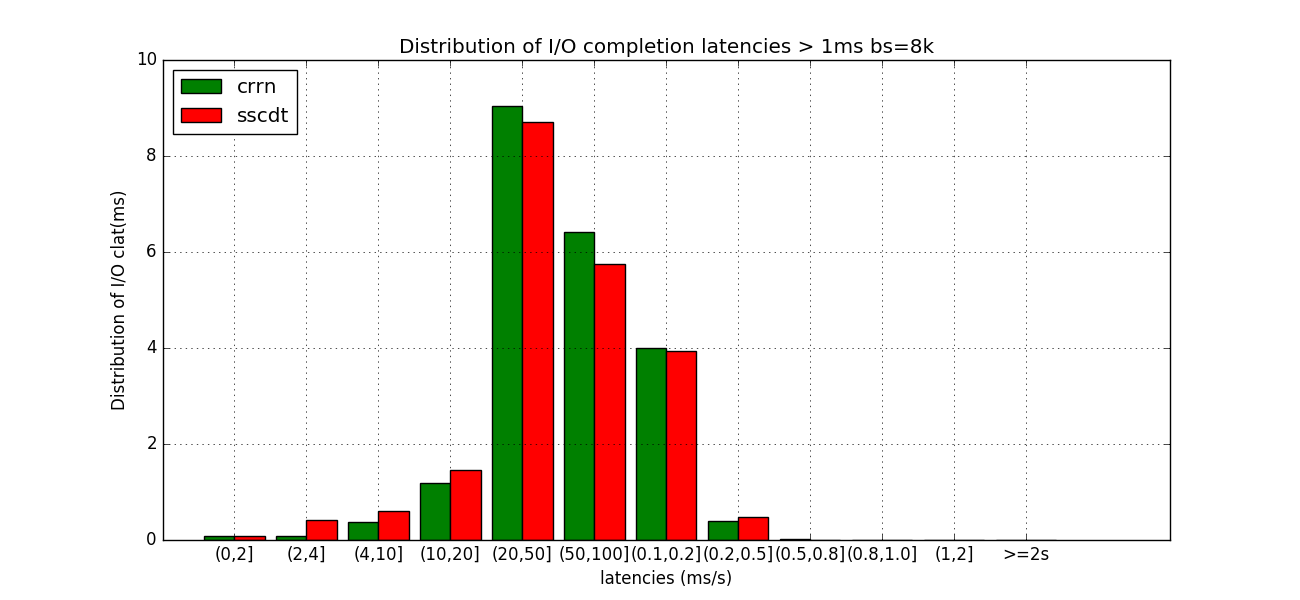 Distribution of I/O completion latencies > 1ms bs=8k
10
8
6
4
2
0
crrn
sscdt
Distribution of I/O clat(ms)
(0,2] (2,4] (4,10] (10,20] (20,50] (50,100] (0.1,0.2] (0.2,0.5] (0.5,0.8] (0.8,1.0] (1,2] >=2s
latencies (ms/s)